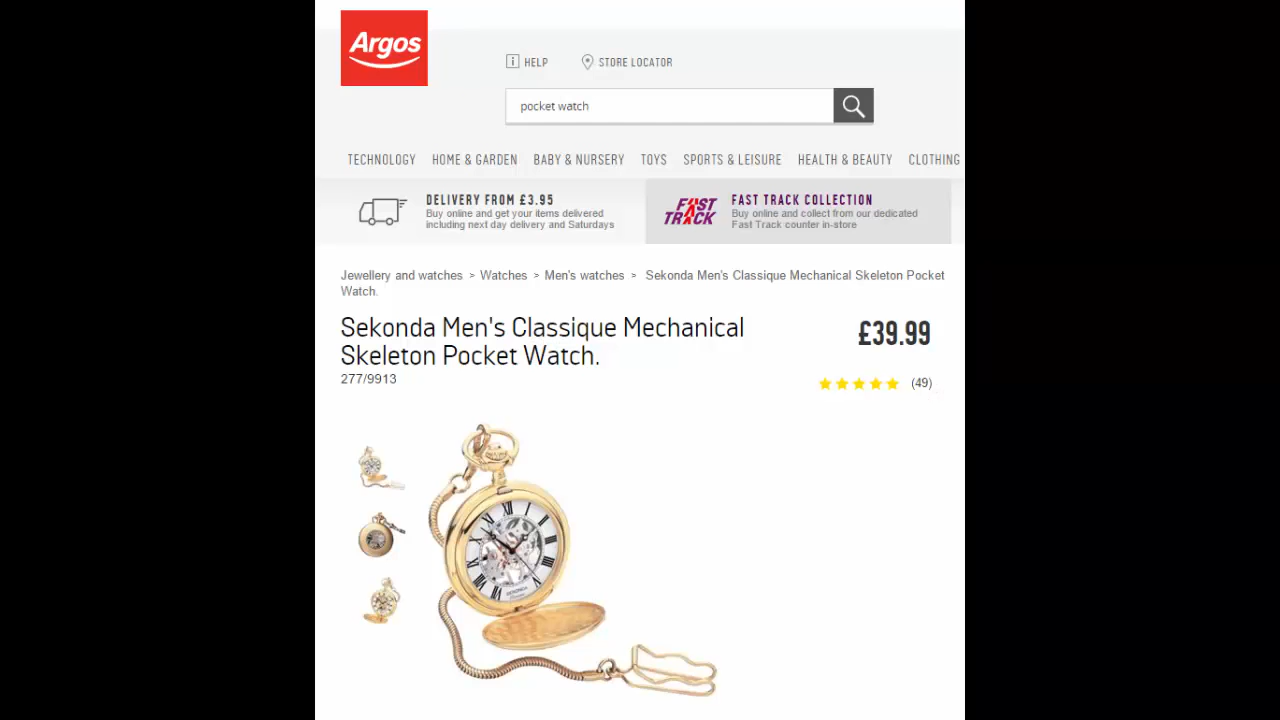 Argos
HELP
STORE LOCATOR
pocket watch
TECHNOLOGY HOME & GARDEN BABY & NURSERY TOYS SPORTS & LEISURE HEALTH & BEAUTY CLOTHING
DELIVERY FROM £3.95
Buy online and get your items delivered
including next day delivery and Saturdays
FAST
TRACK
FAST TRACK COLLECTION
Buy online and collect from our dedicated
Fast Track counter in-store
Jewellery and watches > Watches > Men's watches > Sekonda Men's Classique Mechanical Skeleton Pocket
Watch.
Sekonda Men's Classique Mechanical
Skeleton Pocket Watch.
£39.99
277/9913
(49)
SEKONDA